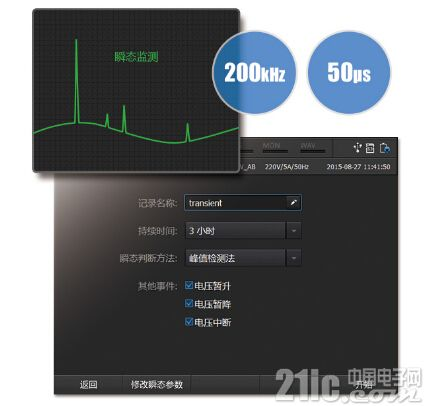 瞬态监测
200kHz
50μs
MON WAV
V_AB 220V/5A/50Hz 2015-08-27 11:41:50
记录名称: transient
持续时间: 3 小时
瞬态判断方法: 峰值检测法
其他事件: 电压暂升
电压暂降
电压中断
返回 修改瞬态参数 开始
中国电子网
21ic.com